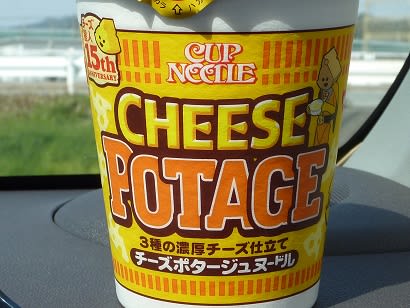 15th
ANNIVERSARY
CUP
NOODLE
CHEESE
POTAGE
3種の濃厚チーズ仕立て
チーズポタージュヌードル